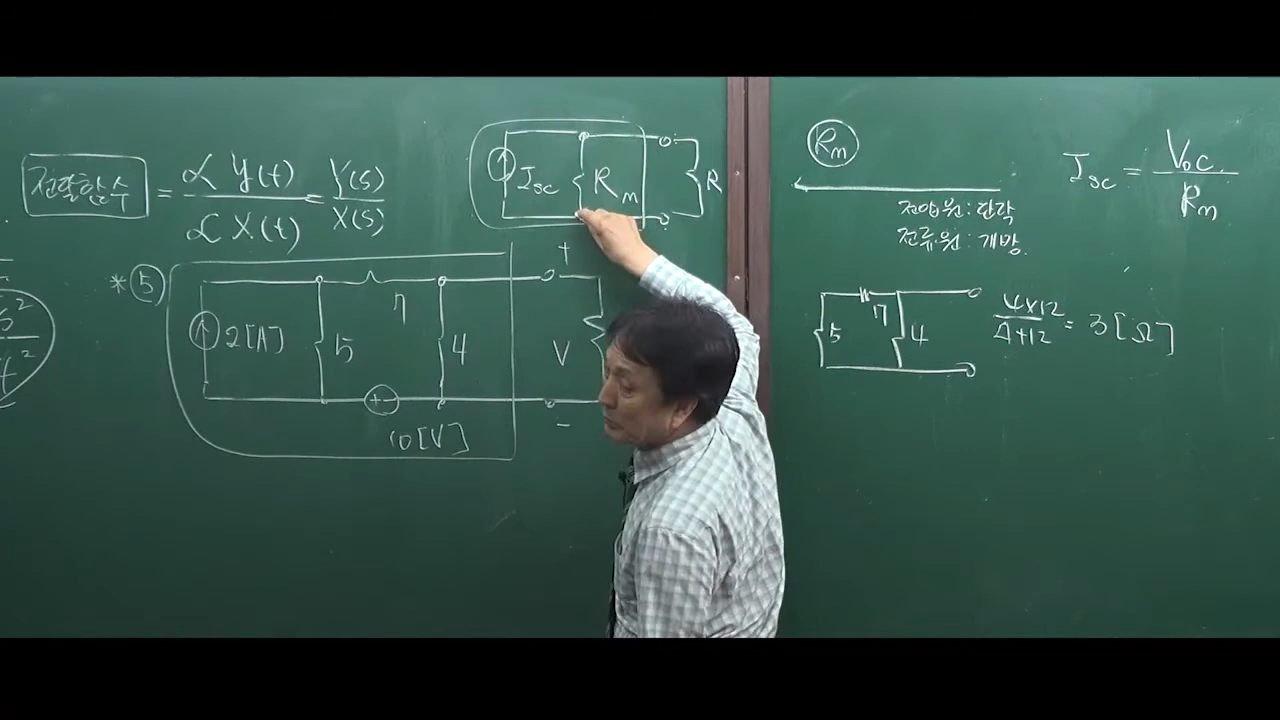 전달함수 = ℒ y(t) / ℒ x(t) = Y(s) / X(s)
* ⑤
2[A] 5 7 4
10[V]
+
V
-
Isc Rm R
Rm
전압원 : 단락
전류원 : 개방.
Isc = Voc. / Rm
5 7 4
4×12 / 4+12 = 3[Ω]